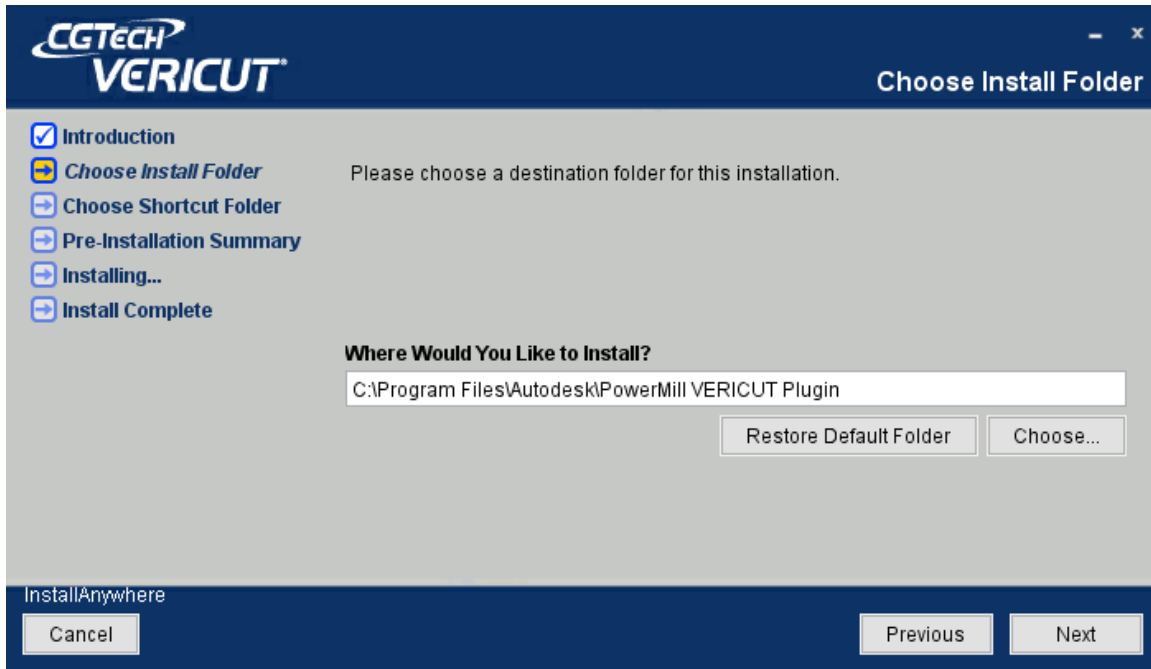 CGTECH
VERICUT
Choose Install Folder
Introduction
Choose Install Folder
Choose Shortcut Folder
Pre-Installation Summary
Installing...
Install Complete
Please choose a destination folder for this installation.
Where Would You Like to Install?
C:\Program Files\Autodesk\PowerMill VERICUT Plugin
Restore Default Folder
Choose...
InstallAnywhere
Cancel
Previous
Next